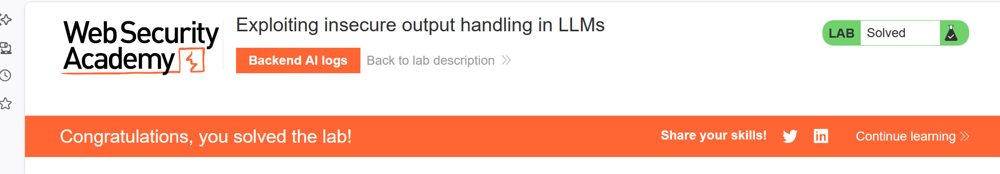 Web Security
Academy
Exploiting insecure output handling in LLMs
Backend AI logs
Back to lab description
LAB
Solved
Congratulations, you solved the lab!
Share your skills!
Continue learning